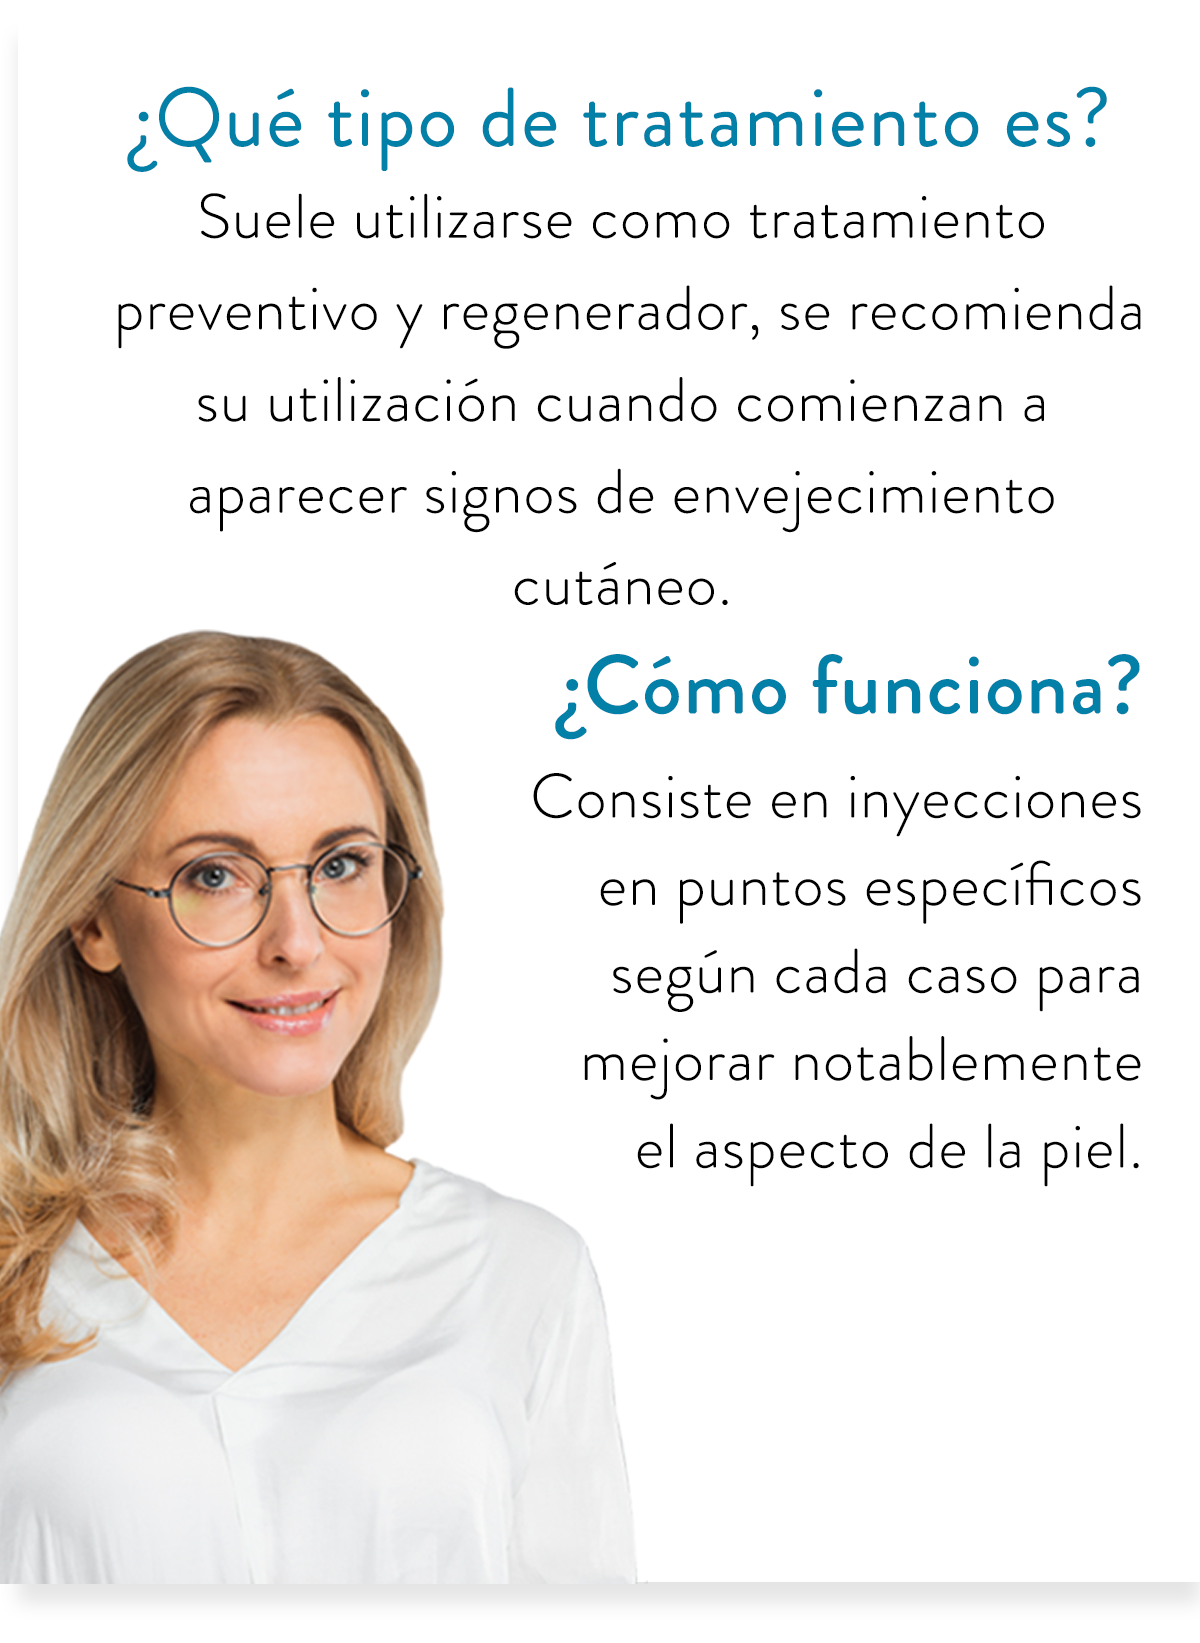 ¿Qué tipo de tratamiento es?
Suele utilizarse como tratamiento
preventivo y regenerador, se recomienda
su utilización cuando comienzan a
aparecer signos de envejecimiento
cutáneo.
¿Cómo funciona?
Consiste en inyecciones
en puntos específicos
según cada caso para
mejorar notablemente
el aspecto de la piel.